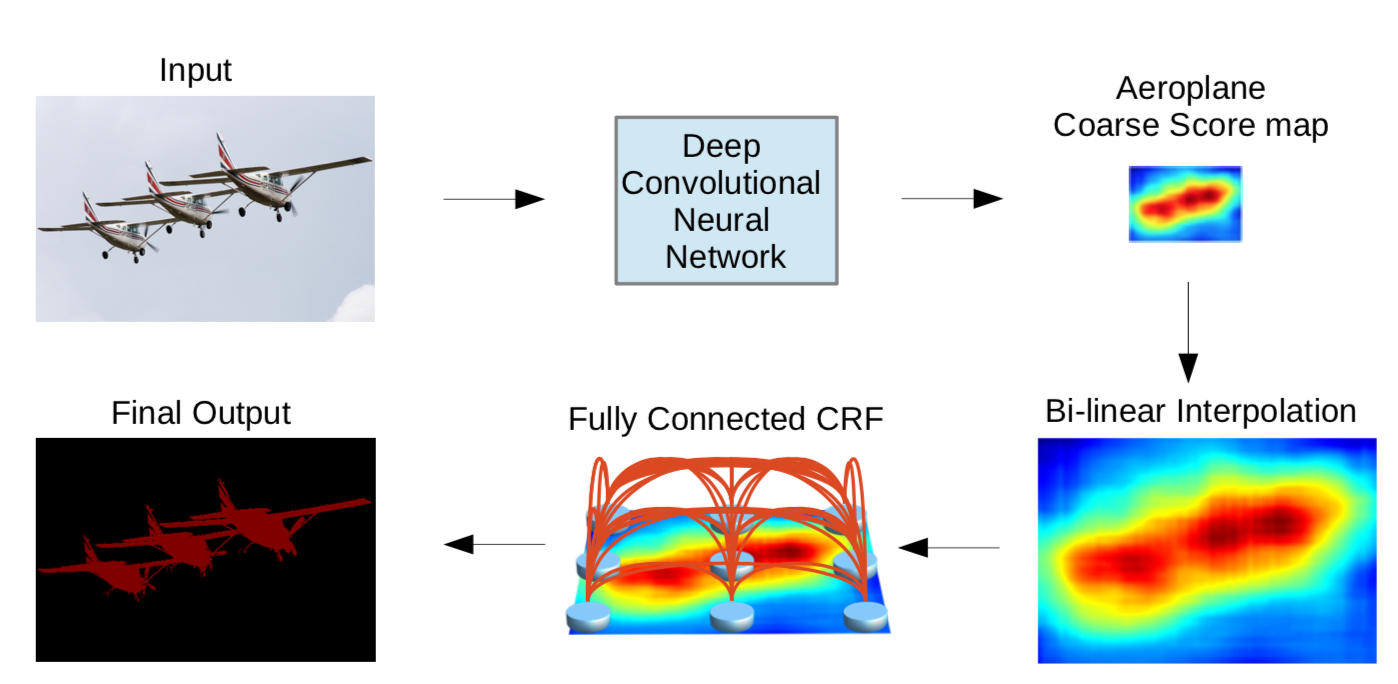 Input
Deep
Convolutional
Neural
Network
Aeroplane
Coarse Score map
Bi-linear Interpolation
Fully Connected CRF
Final Output